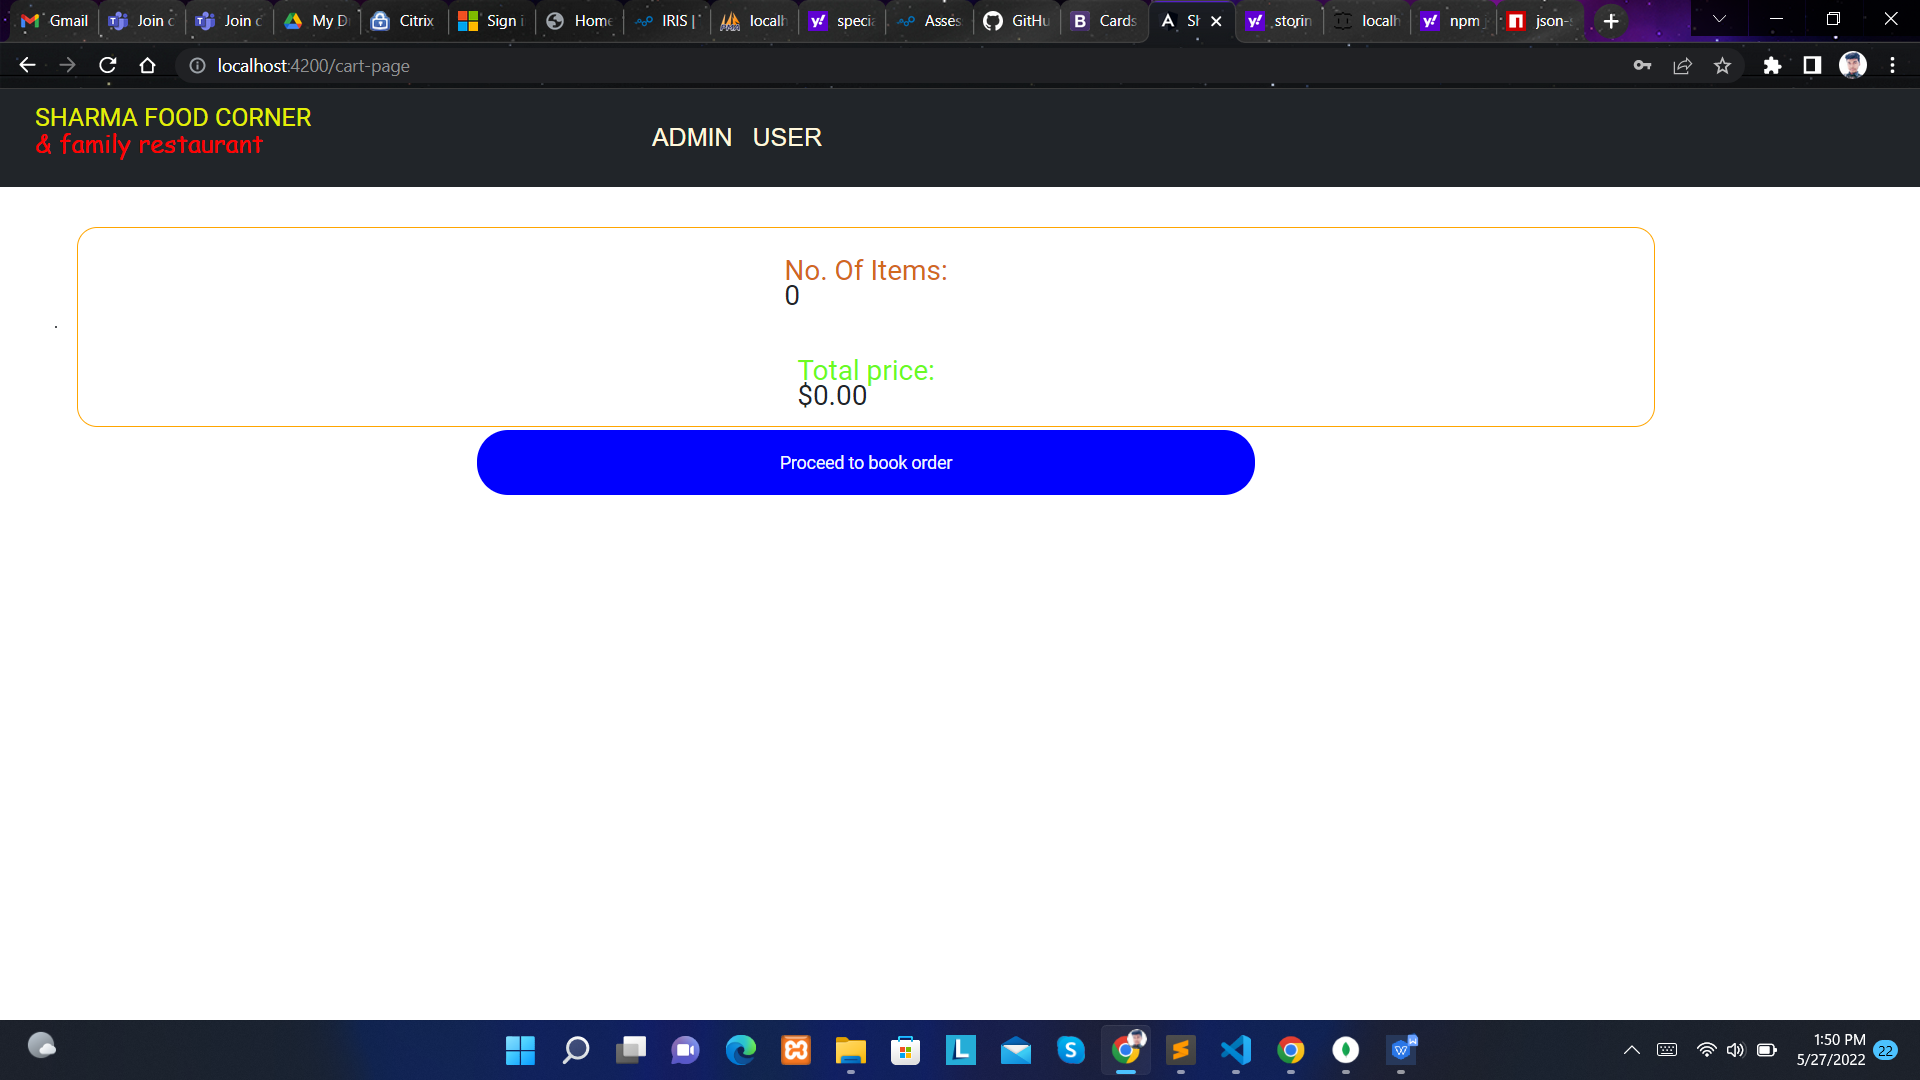 Gmail
Join
Join
My D
Citrix
Sign i
Home
IRIS |
localh
specia
Asses
GitHu
Cards
Sh
storin
localh
npm
json-
localhost:4200/cart-page
SHARMA FOOD CORNER
& family restaurant
ADMIN USER
No. Of Items:
0
.
Total price:
$0.00
Proceed to book order
1:50 PM
5/27/2022
22